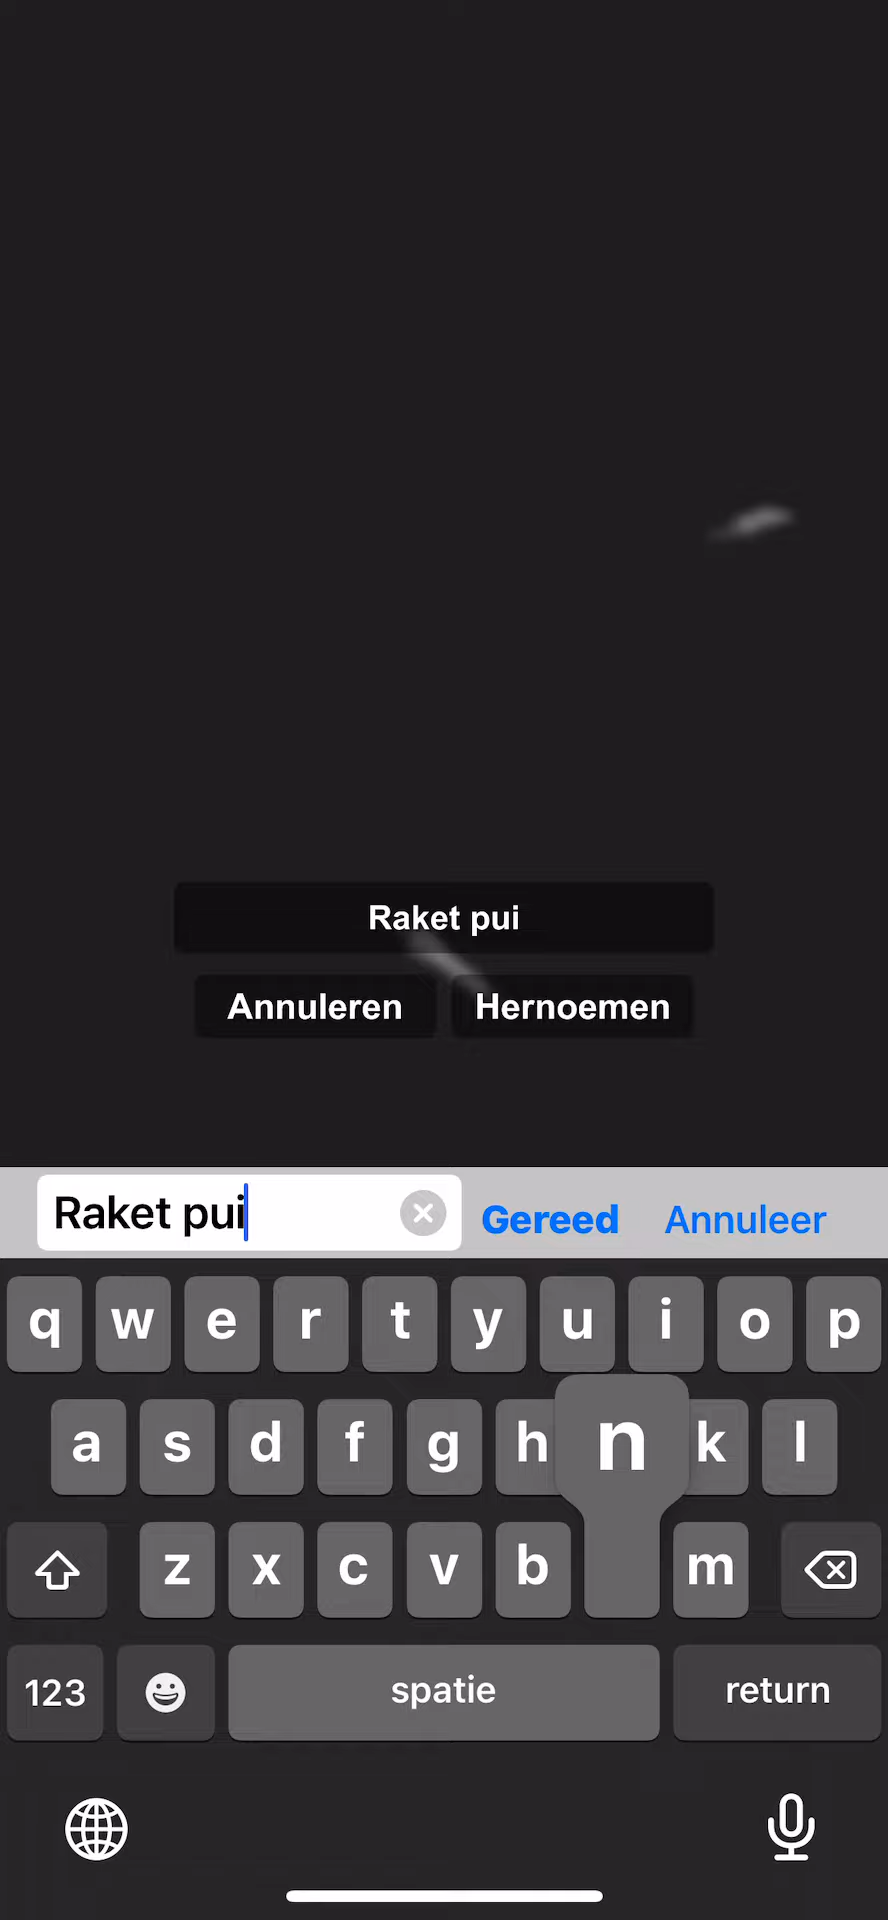 Raket pui
Annuleren Hernoemen
Raket pui Gereed Annuleer
q w e r t y u i o p
a s d f g h n k l
z x c v b m
123 spatie return